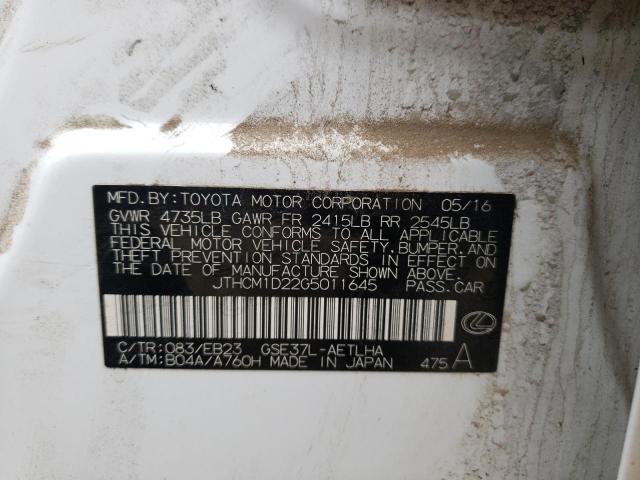 MFD.BY:TOYOTA MOTOR CORPORATION 05/16
GVWR 4735LB GAWR FR 2415LB RR 2545LB
THIS VEHICLE CONFORMS TO ALL APPLICABLE
FEDERAL MOTOR VEHICLE SAFETY,BUMPER,AND
THEFT PREVENTION STANDARDS IN EFFECT ON
THE DATE OF MANUFACTURE SHOWN ABOVE.
JTHCM1D22G5011645 PASS.CAR
C/TR:083/EB23 GSE37L-AETLHA
A/TM:B04A/A760H MADE IN JAPAN 475 A